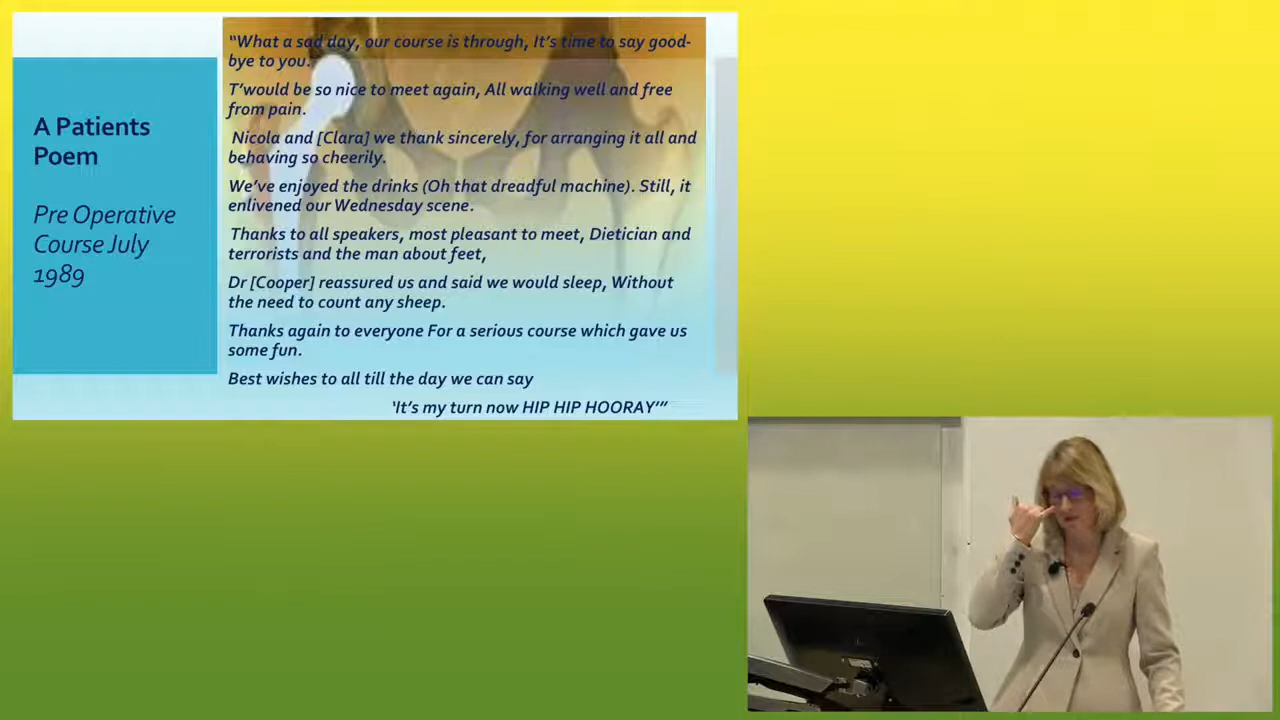 A Patients
Poem
Pre Operative
Course July
1989
“What a sad day, our course is through, It’s time to say good-
bye to you.
T’would be so nice to meet again, All walking well and free
from pain.
Nicola and [Clara] we thank sincerely, for arranging it all and
behaving so cheerily.
We’ve enjoyed the drinks (Oh that dreadful machine). Still, it
enlivened our Wednesday scene.
Thanks to all speakers, most pleasant to meet, Dietician and
terrorists and the man about feet,
Dr [Cooper] reassured us and said we would sleep, Without
the need to count any sheep.
Thanks again to everyone For a serious course which gave us
some fun.
Best wishes to all till the day we can say
‘It’s my turn now HIP HIP HOORAY’”